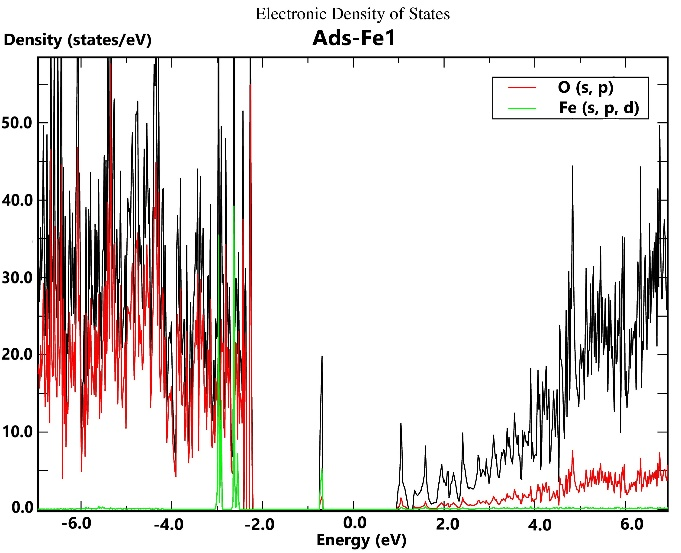 Electronic Density of States
Density (states/eV)
Ads-Fe1
O (s, p)
Fe (s, p, d)
50.0
40.0
30.0
20.0
10.0
0.0
-6.0 -4.0 -2.0 0.0 2.0 4.0 6.0
Energy (eV)